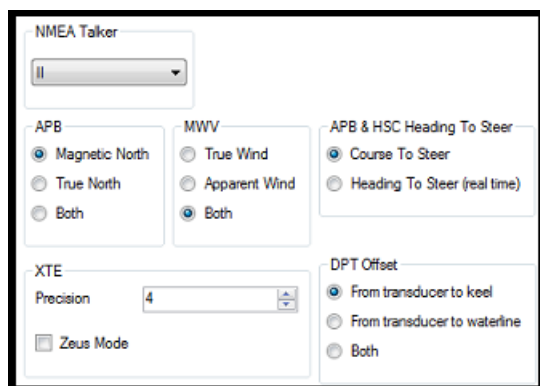 NMEA Talker
II
APB
Magnetic North
True North
Both
MWV
True Wind
Apparent Wind
Both
APB & HSC Heading To Steer
Course To Steer
Heading To Steer (real time)
XTE
Precision 4
Zeus Mode
DPT Offset
From transducer to keel
From transducer to waterline
Both